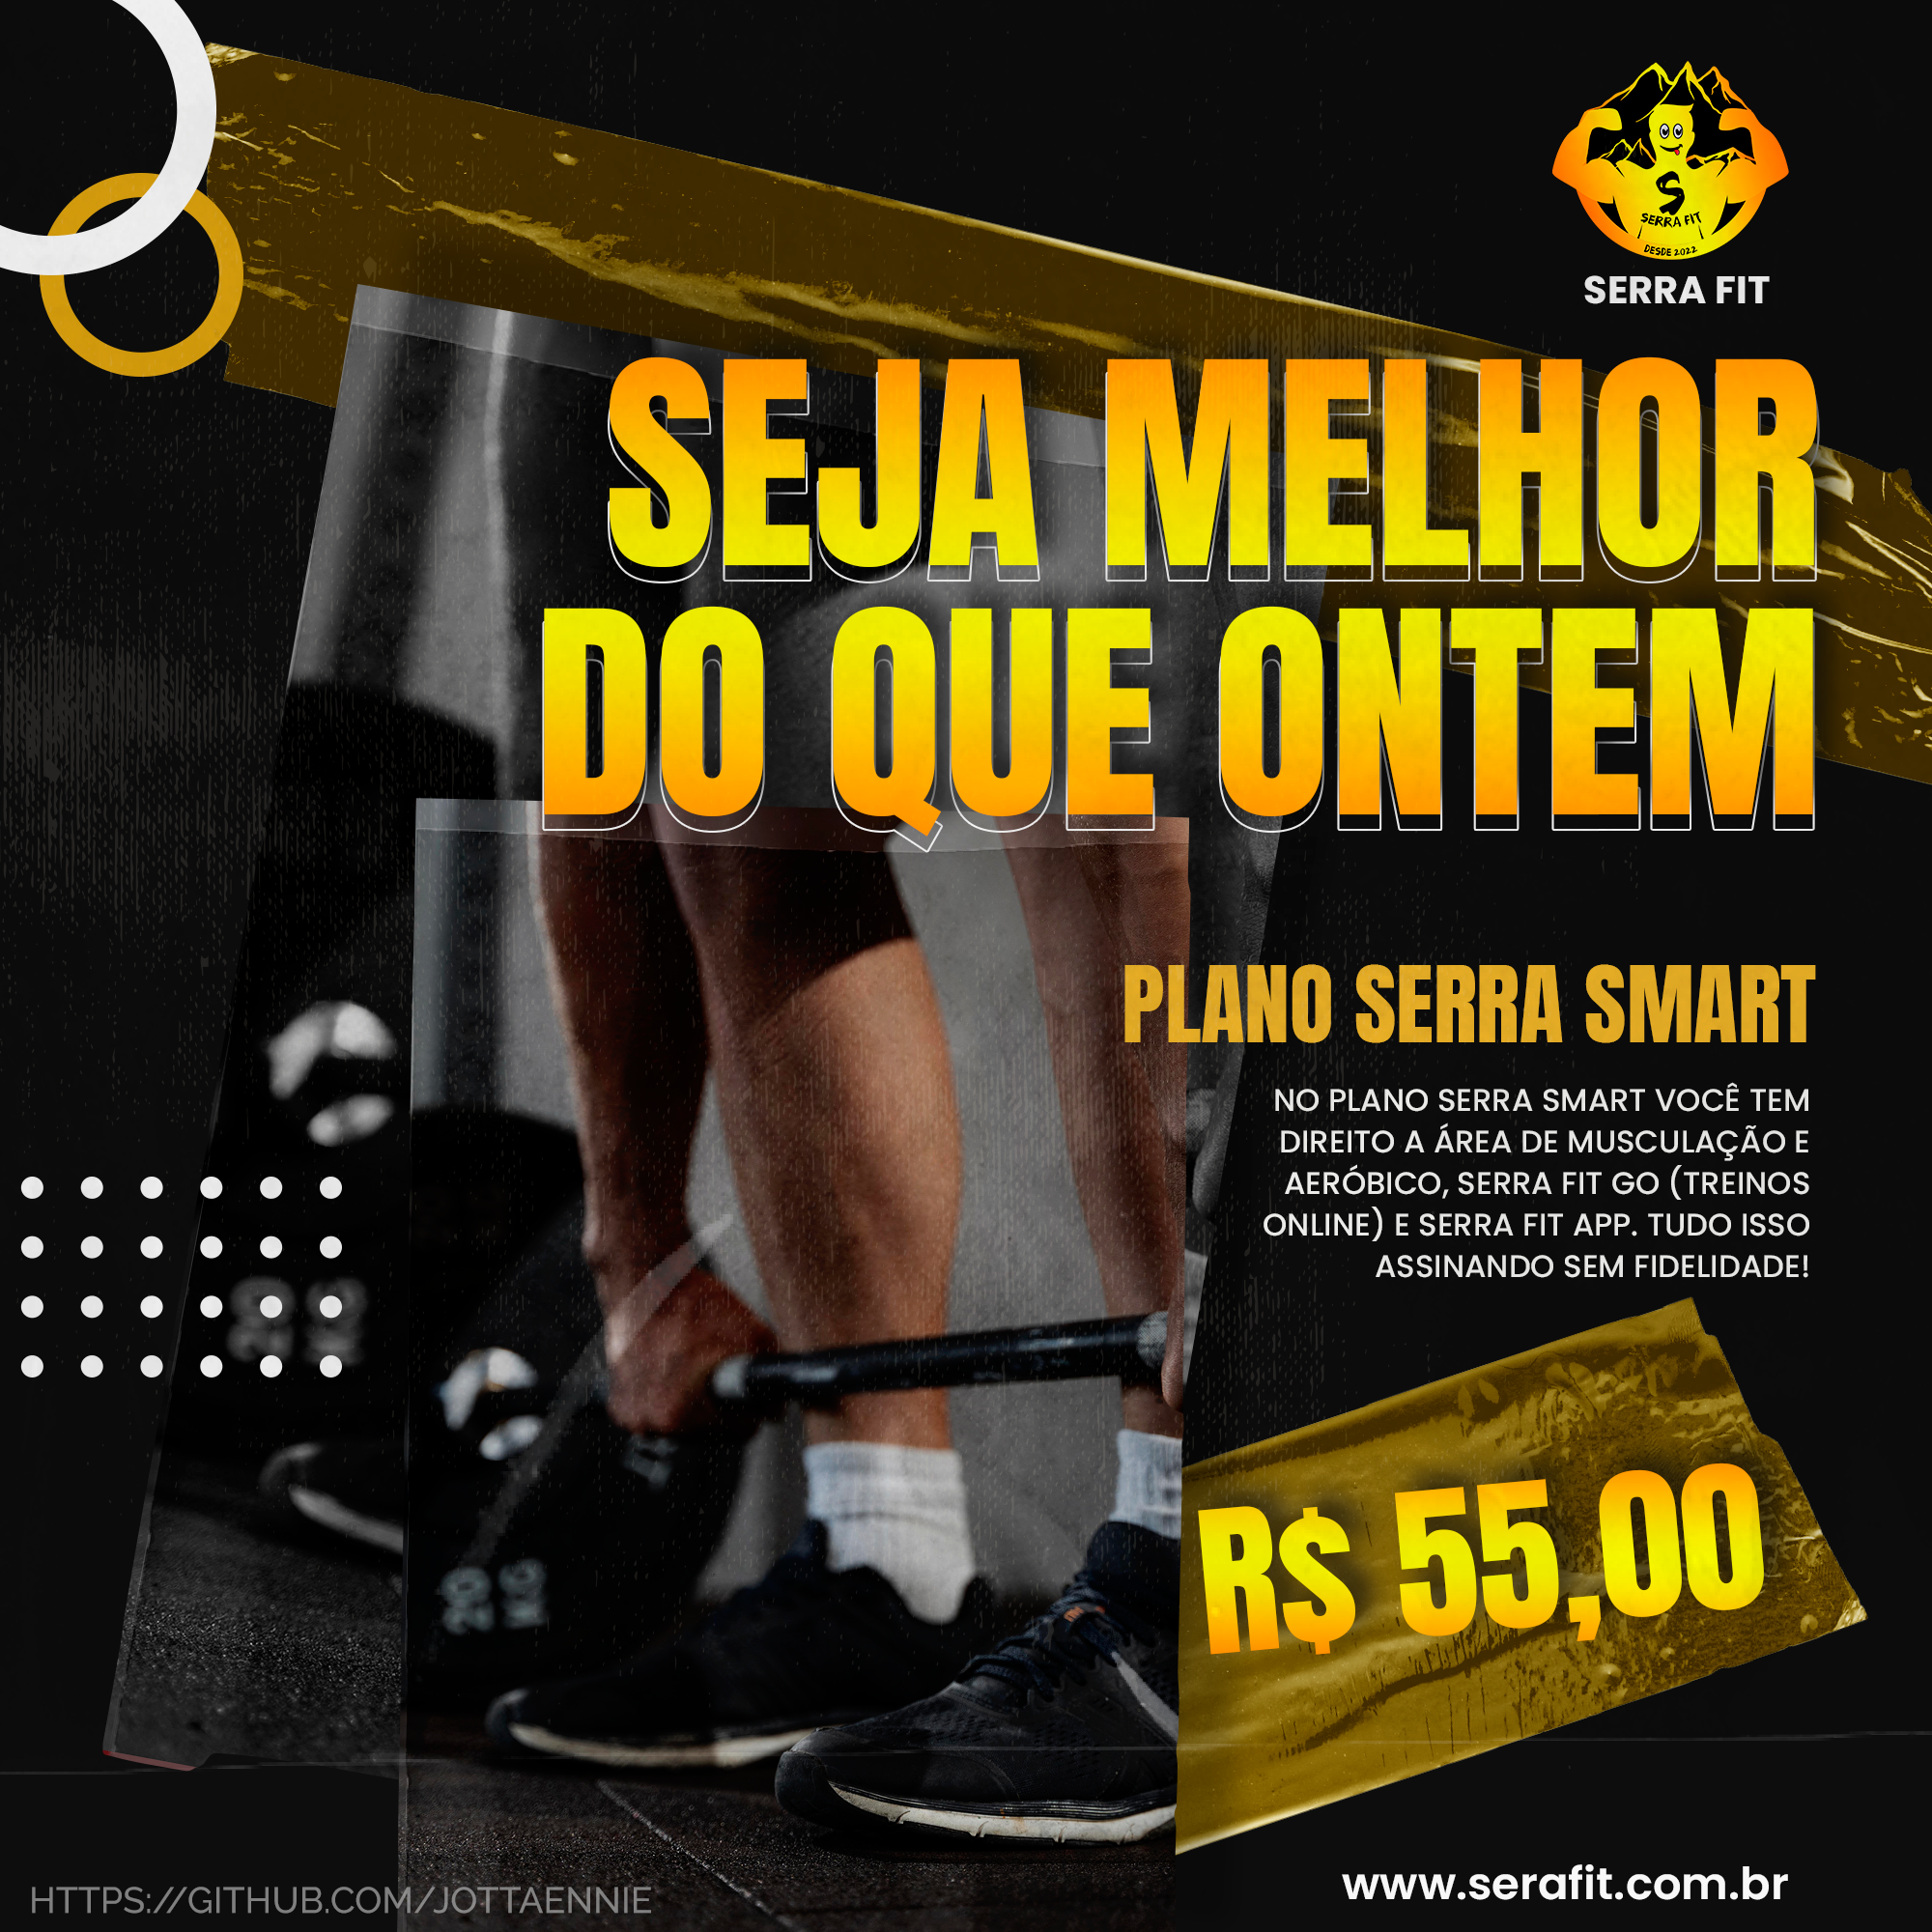 S
SERRA FIT
DESDE 2022
SERRA FIT
SEJA MELHOR
DO QUE ONTEM
PLANO SERRA SMART
NO PLANO SERRA SMART VOCÊ TEM
DIREITO A ÁREA DE MUSCULAÇÃO E
AERÓBICO, SERRA FIT GO (TREINOS
ONLINE) E SERRA FIT APP. TUDO ISSO
ASSINANDO SEM FIDELIDADE!
20
KG
R$ 55,00
HTTPS://GITHUB.COM/JOTTAENNIE
www.serafit.com.br